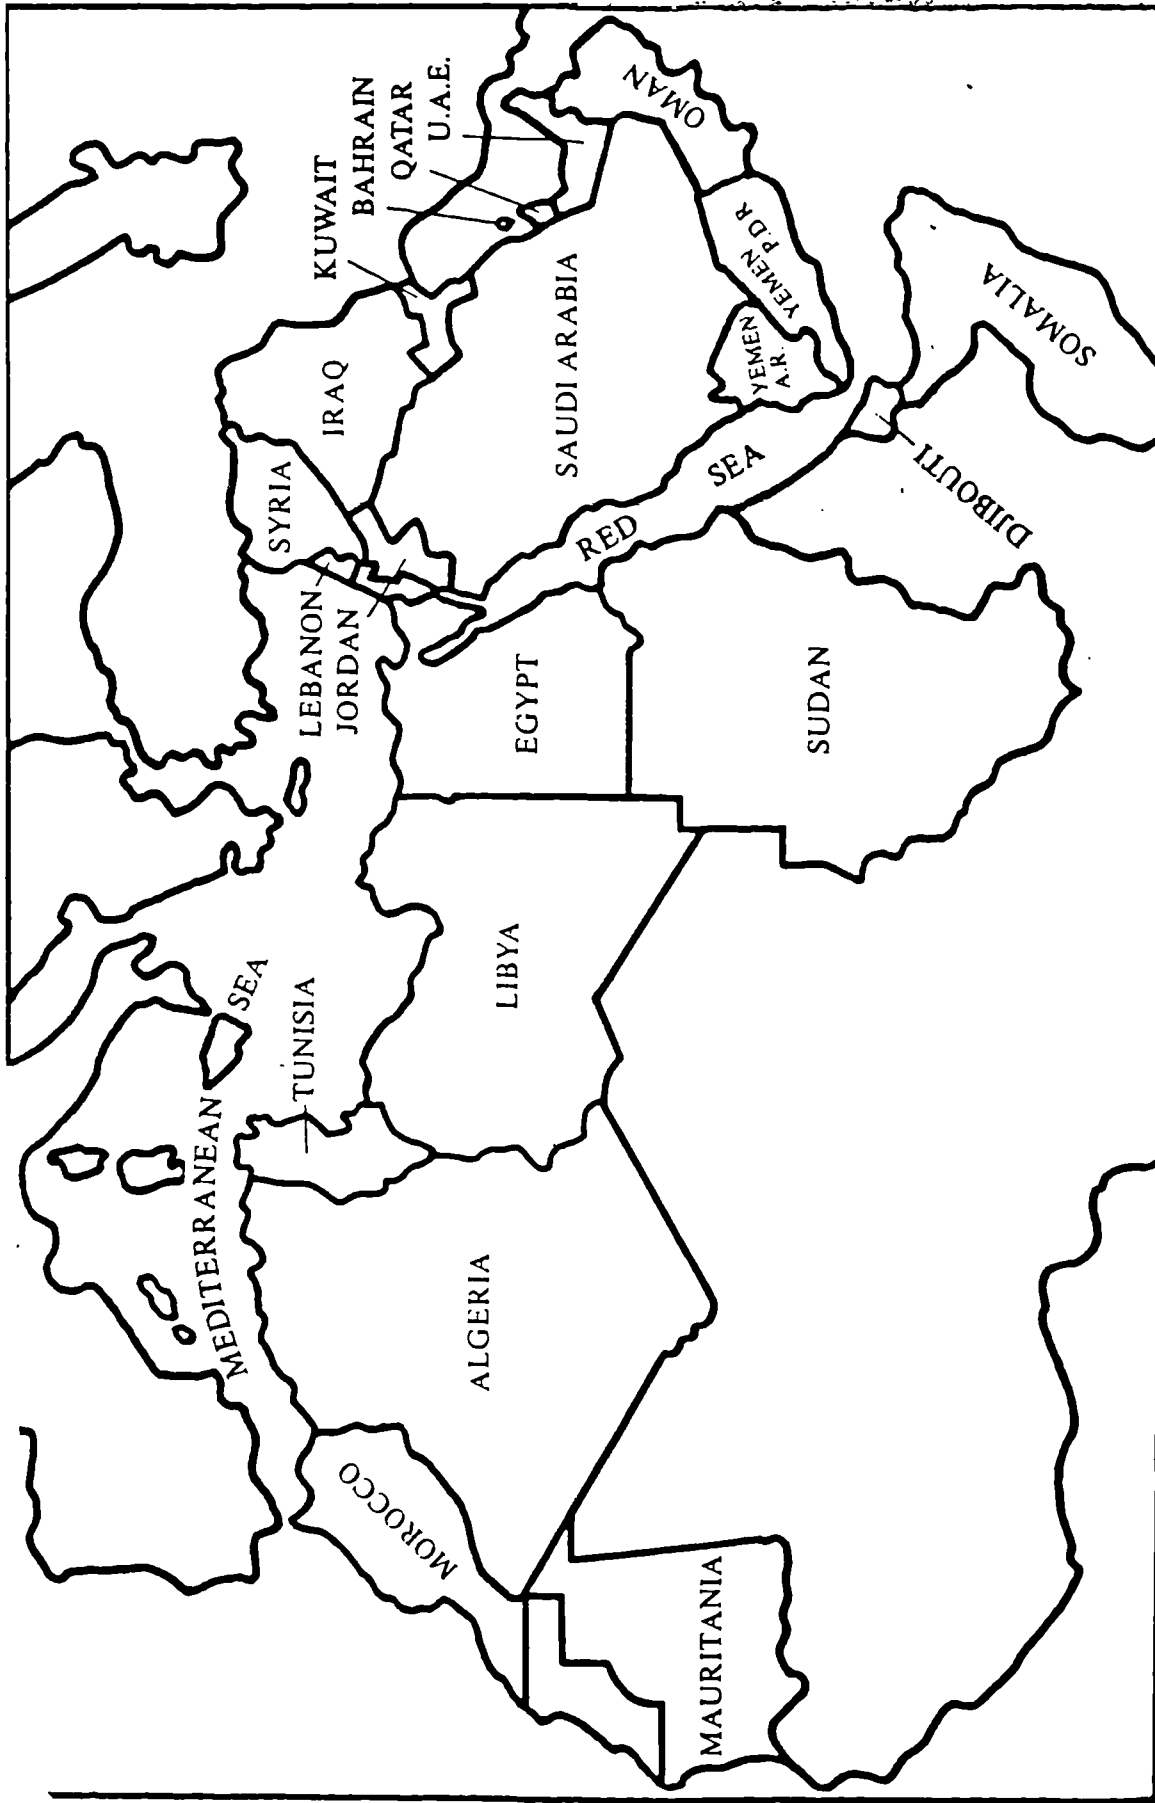 MEDITERRANEAN
SEA
MOROCCO
ALGERIA
TUNISIA
LIBYA
EGYPT
SUDAN
MAURITANIA
LEBANON
JORDAN
SYRIA
IRAQ
KUWAIT
BAHRAIN
QATAR
U.A.E.
SAUDI ARABIA
OMAN
YEMEN
P.D.R
YEMEN
A.R.
RED
SEA
DJIBOUTI
SOMALIA